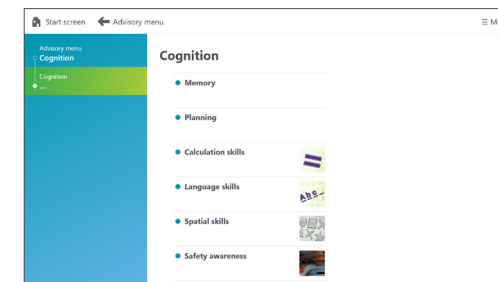 Start screen
Advisory menu
Advisory menu
Cognition
Cognition
...
Cognition
Memory
Planning
Calculation skills
Language skills
Abc
Spatial skills
Safety awareness